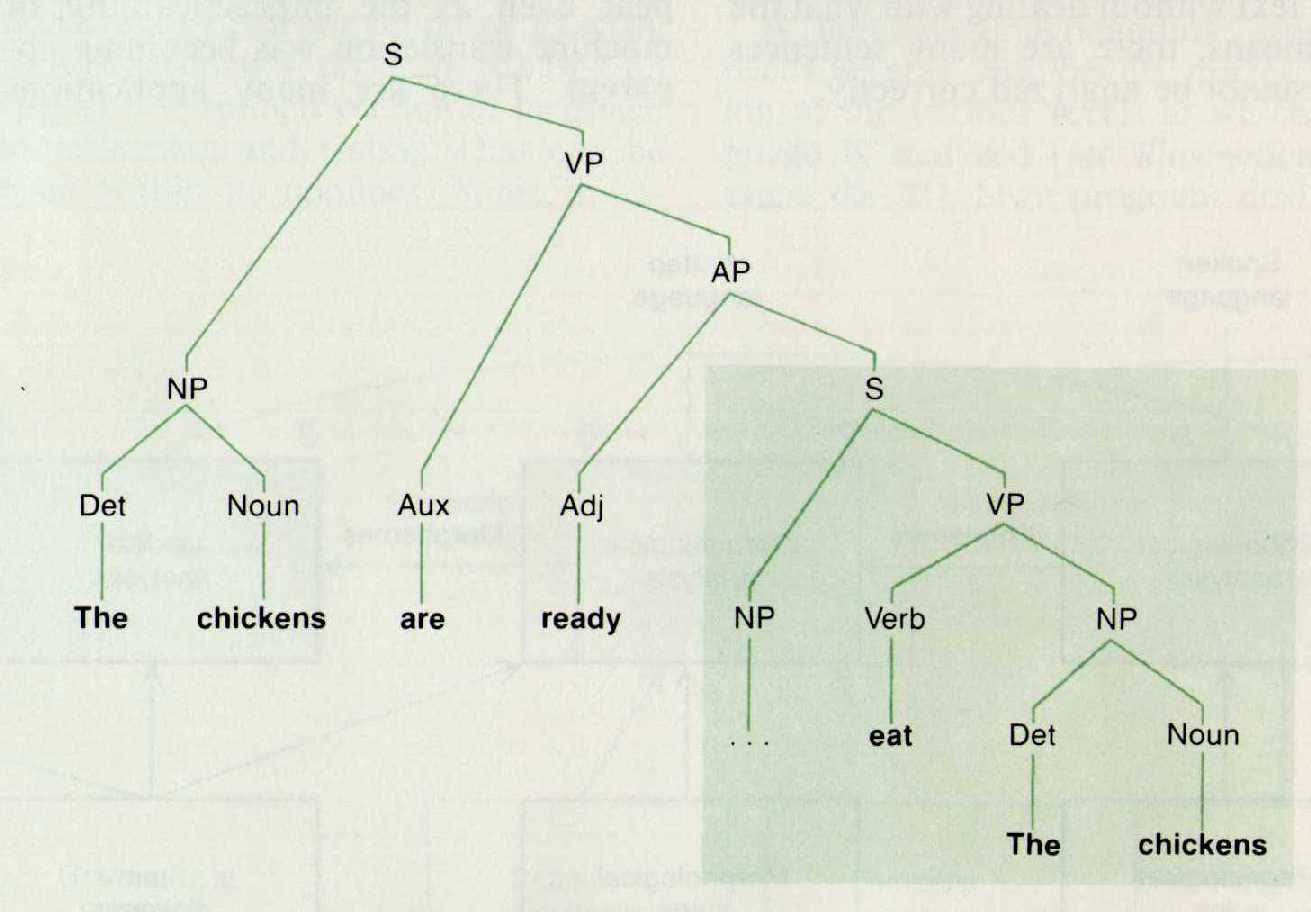 S
VP
AP
NP
S
Det Noun Aux Adj VP
The chickens are ready NP Verb NP
... eat Det Noun
The chickens